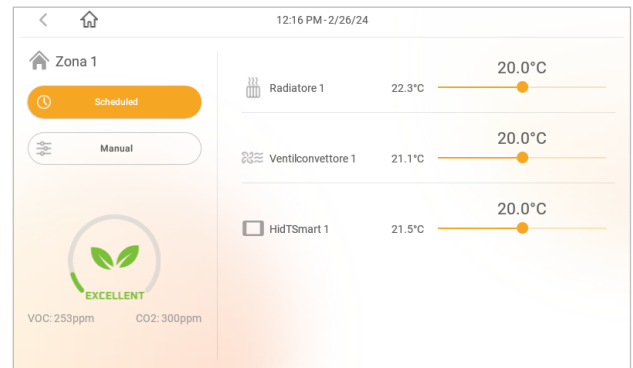 12:16 PM-2/26/24
Zona 1
Scheduled
Manual
EXCELLENT
VOC: 253ppm CO2: 300ppm
20.0°C
Radiatore 1 22.3°C
20.0°C
Ventilconvettore 1 21.1°C
20.0°C
HidTSmart 1 21.5°C